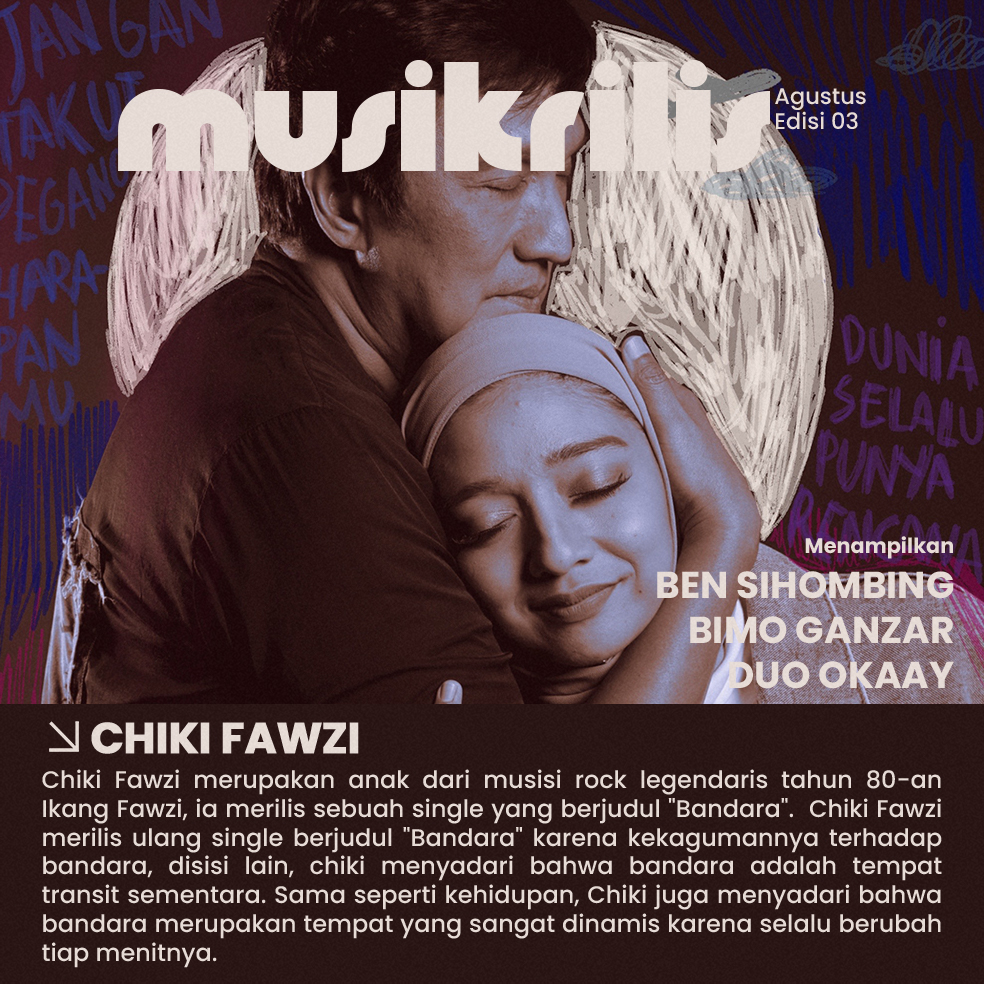 JANGAN
TAKUT
PEGANG
HARA-
PAN
MU
musikrilis
Agustus
Edisi 03
DUNIA
SELALU
PUNYA
RENCANA
Menampilkan
BEN SIHOMBING
BIMO GANZAR
DUO OKAAY
CHIKI FAWZI
Chiki Fawzi merupakan anak dari musisi rock legendaris tahun 80-an
Ikang Fawzi, ia merilis sebuah single yang berjudul "Bandara". Chiki Fawzi
merilis ulang single berjudul "Bandara" karena kekagumannya terhadap
bandara, disisi lain, chiki menyadari bahwa bandara adalah tempat
transit sementara. Sama seperti kehidupan, Chiki juga menyadari bahwa
bandara merupakan tempat yang sangat dinamis karena selalu berubah
tiap menitnya.